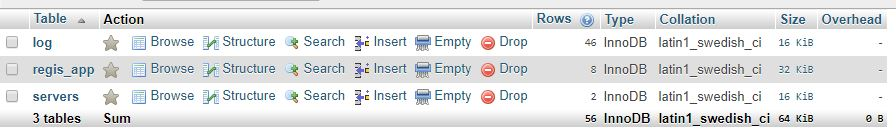 Table Action Rows Type Collation Size Overhead
log Browse Structure Search Insert Empty Drop 46 InnoDB latin1_swedish_ci 16 KiB -
regis_app Browse Structure Search Insert Empty Drop 8 InnoDB latin1_swedish_ci 32 KiB -
servers Browse Structure Search Insert Empty Drop 2 InnoDB latin1_swedish_ci 16 KiB -
3 tables Sum 56 InnoDB latin1_swedish_ci 64 KiB 0 B